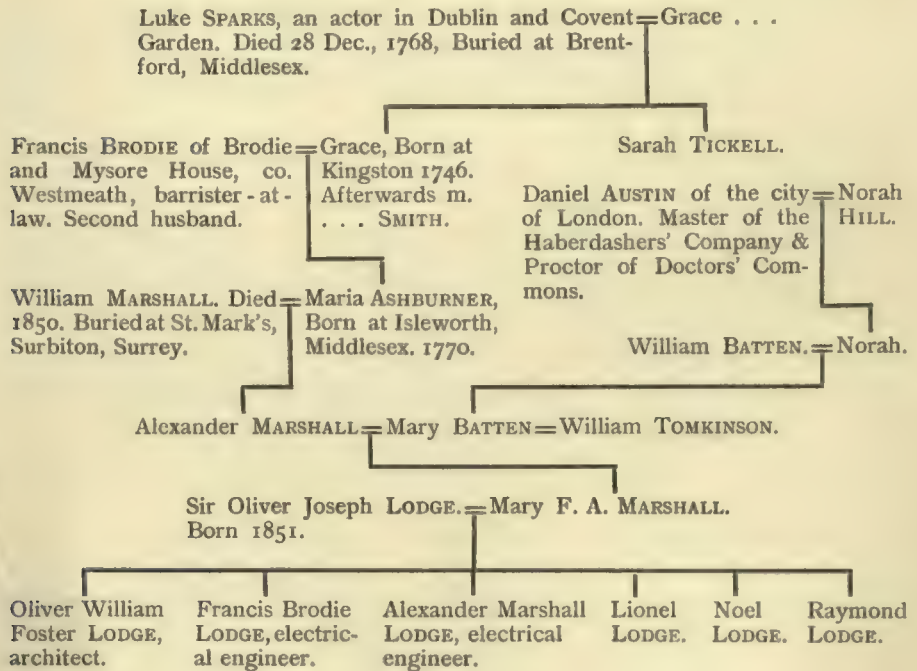 Luke SPARKS, an actor in Dublin and Covent=Grace . . .
Garden. Died 28 Dec., 1768, Buried at Brent-
ford, Middlesex.
Francis BRODIE of Brodie=Grace, Born at
and Mysore House, co. Kingston 1746.
Westmeath, barrister-at- Afterwards m.
law. Second husband. . . . SMITH.
Sarah TICKELL.
Daniel AUSTIN of the city=Norah
of London. Master of the HILL.
Haberdashers' Company &
Proctor of Doctors' Com-
mons.
William MARSHALL. Died=Maria ASHBURNER,
1850. Buried at St. Mark's, Born at Isleworth,
Surbiton, Surrey. Middlesex. 1770.
William BATTEN.=Norah.
Alexander MARSHALL=Mary BATTEN=William TOMKINSON.
Sir Oliver Joseph LODGE.=Mary F. A. MARSHALL.
Born 1851.
Oliver William
Foster LODGE,
architect.
Francis Brodie
LODGE, electric-
al engineer.
Alexander Marshall
LODGE, electrical
engineer.
Lionel
LODGE.
Noel
LODGE.
Raymond
LODGE.